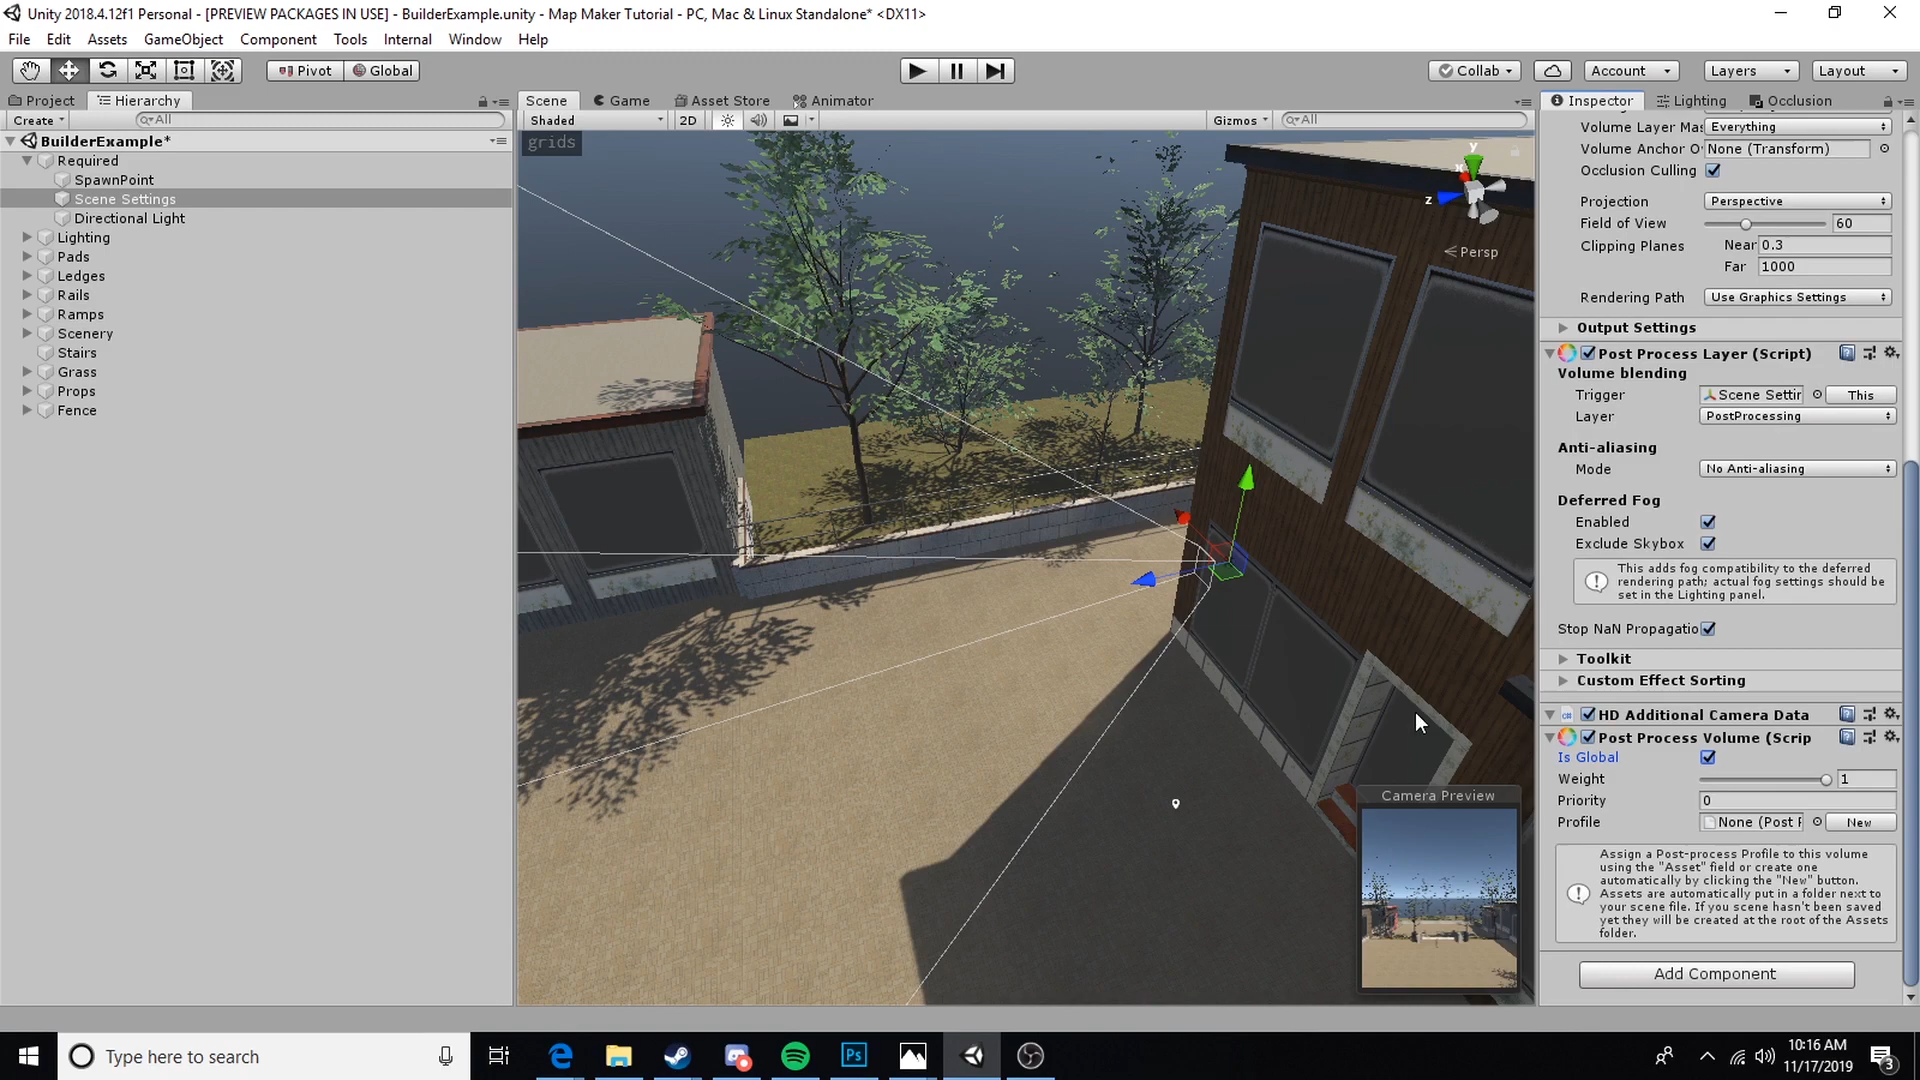 Unity 2018.4.12f1 Personal - [PREVIEW PACKAGES IN USE] - BuilderExample.unity - Map Maker Tutorial - PC, Mac & Linux Standalone* <DX11>
File Edit Assets GameObject Component Tools Internal Window Help
Pivot Global Collab Account Layers Layout
Project Hierarchy Scene Game Asset Store Animator Inspector Lighting Occlusion
Create All Shaded 2D Gizmos All
BuilderExample*
Required
SpawnPoint
Scene Settings
Directional Light
Lighting
Pads
Ledges
Rails
Ramps
Scenery
Stairs
Grass
Props
Fence
grids
y
x
z
Persp
Camera Preview
Volume Layer Mas Everything
Volume Anchor O None (Transform)
Occlusion Culling
Projection Perspective
Field of View 60
Clipping Planes Near 0.3
Far 1000
Rendering Path Use Graphics Settings
Output Settings
Post Process Layer (Script)
Volume blending
Trigger Scene Settir This
Layer PostProcessing
Anti-aliasing
Mode No Anti-aliasing
Deferred Fog
Enabled
Exclude Skybox
This adds fog compatibility to the deferred
rendering path; actual fog settings should be
set in the Lighting panel.
Stop NaN Propagatio
Toolkit
Custom Effect Sorting
HD Additional Camera Data
Post Process Volume (Scrip
Is Global
Weight 1
Priority 0
Profile None (Post F New
Assign a Post-process Profile to this volume
using the "Asset" field or create one
automatically by clicking the "New" button.
Assets are automatically put in a folder next to
your scene file. If you scene hasn't been saved
yet they will be created at the root of the Assets
folder.
Add Component
Type here to search
Ps
10:16 AM
11/17/2019
3